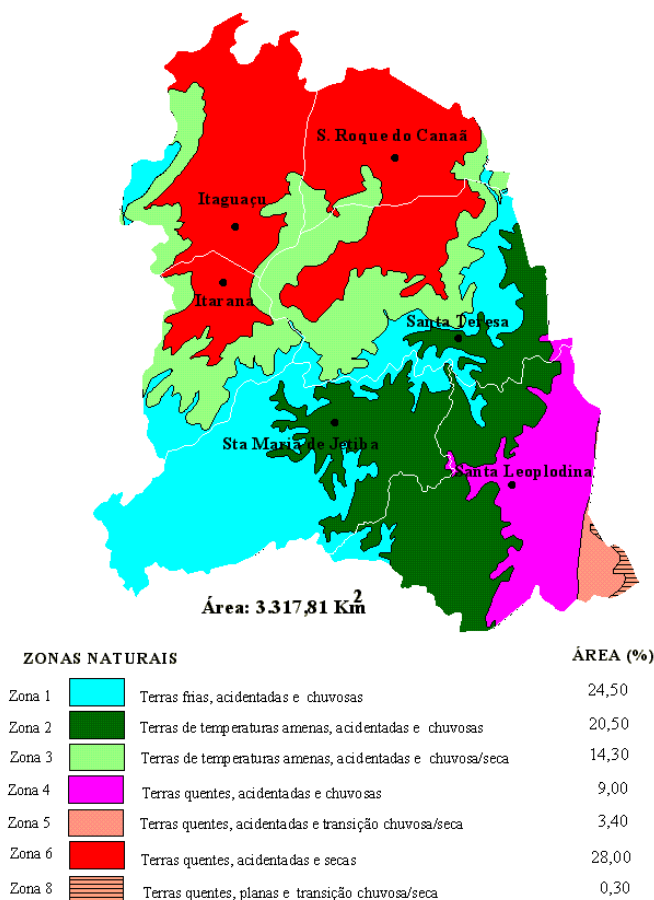 S. Roque do Canaã
Itaguaçu
Itarana
Santa Teresa
Sta Maria de Jetiba
Santa Leoplodina
Área: 3.317,81 Km²
ZONAS NATURAIS ÁREA (%)
Zona 1 Terras frias, acidentadas e chuvosas 24,50
Zona 2 Terras de temperaturas amenas, acidentadas e chuvosas 20,50
Zona 3 Terras de temperaturas amenas, acidentadas e chuvosa/seca 14,30
Zona 4 Terras quentes, acidentadas e chuvosas 9,00
Zona 5 Terras quentes, acidentadas e transição chuvosa/seca 3,40
Zona 6 Terras quentes, acidentadas e secas 28,00
Zona 8 Terras quentes, planas e transição chuvosa/seca 0,30